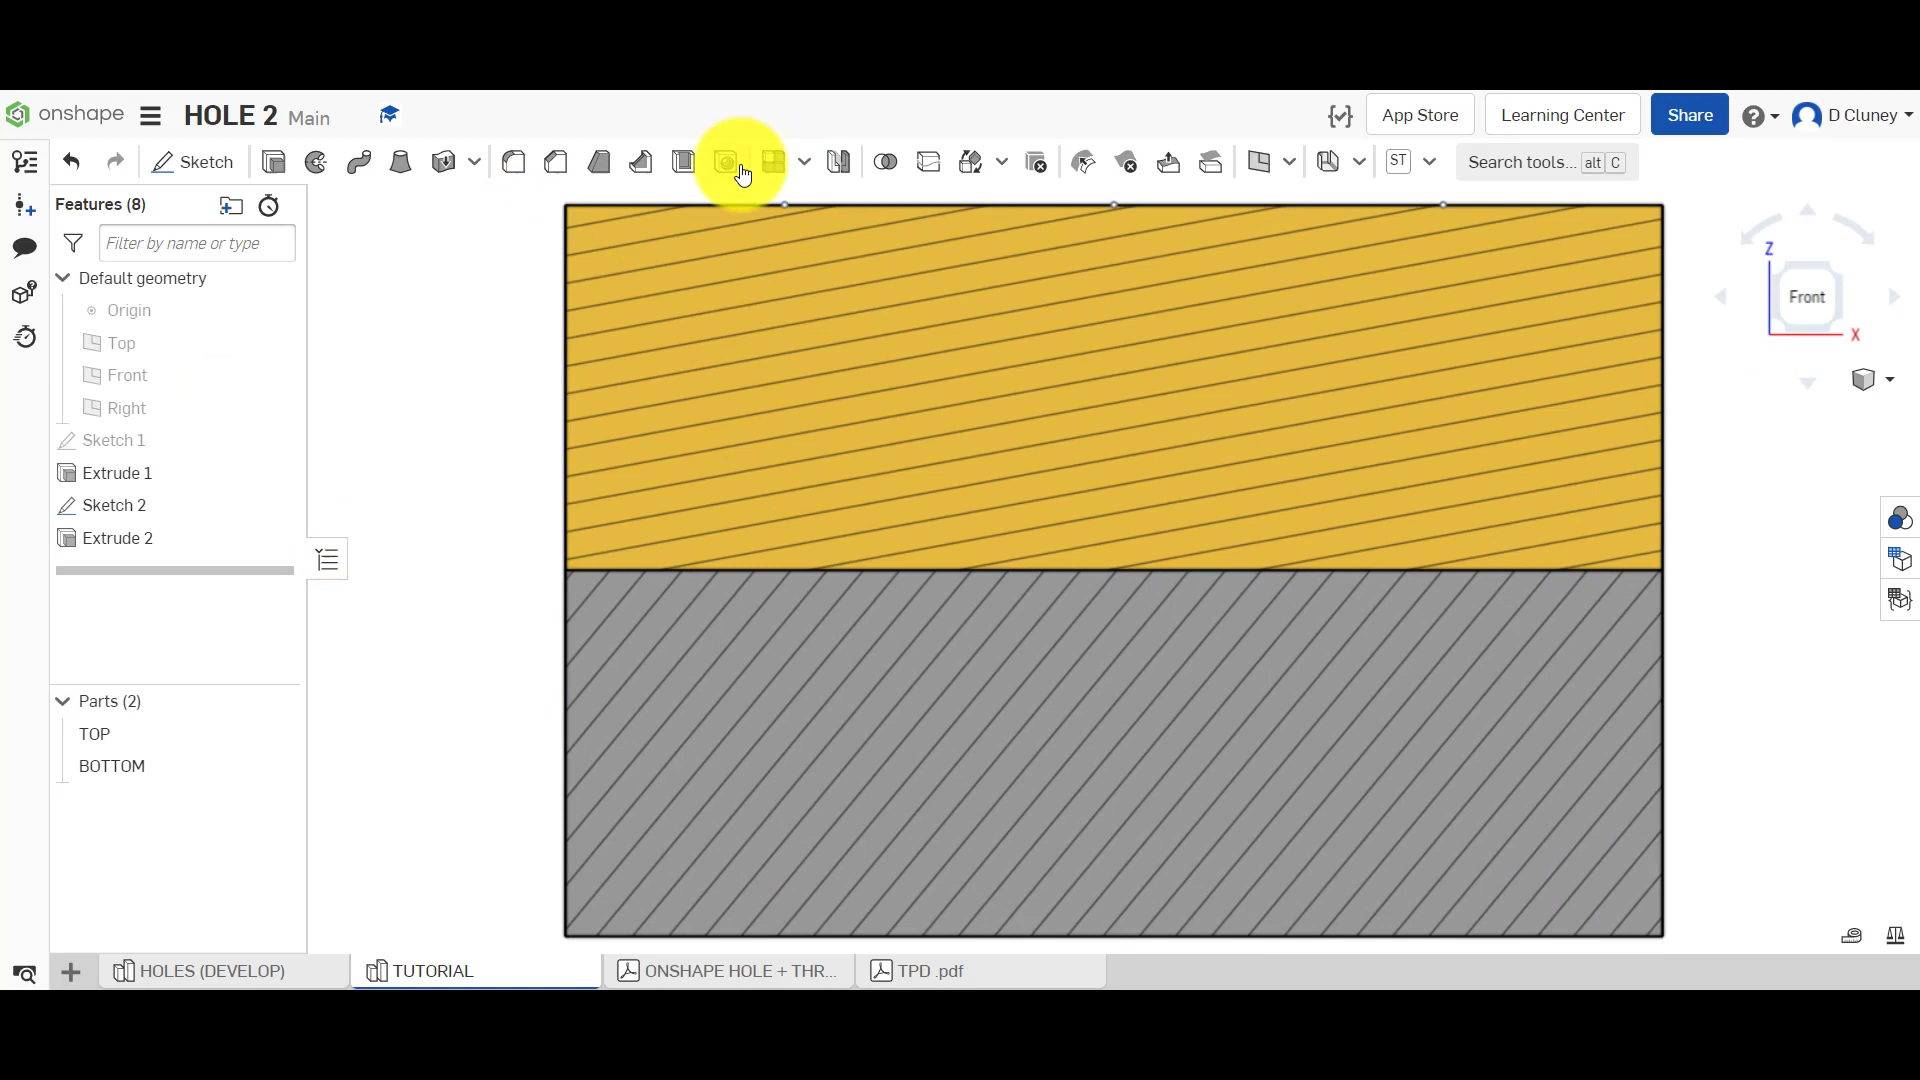 onshape HOLE 2 Main App Store Learning Center Share D Cluney
Sketch ST Search tools... alt C
Features (8)
Filter by name or type
Default geometry
Origin
Top
Front
Right
Sketch 1
Extrude 1
Sketch 2
Extrude 2
Parts (2)
TOP
BOTTOM
Z
Front
X
HOLES (DEVELOP) TUTORIAL ONSHAPE HOLE + THR... TPD .pdf